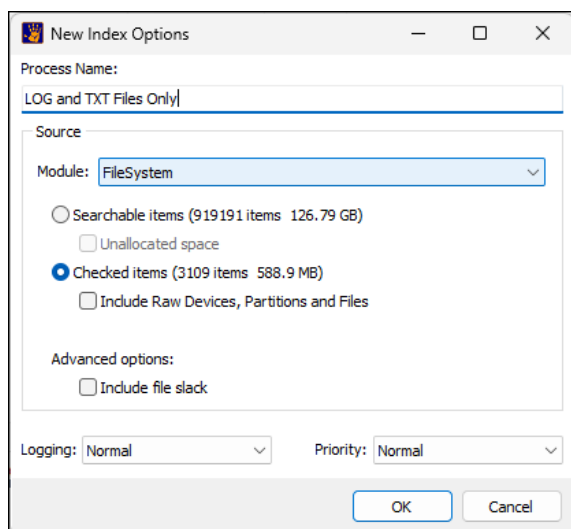 New Index Options
Process Name:
LOG and TXT Files Only
Source
Module: FileSystem
Searchable items (919191 items 126.79 GB)
Unallocated space
Checked items (3109 items 588.9 MB)
Include Raw Devices, Partitions and Files
Advanced options:
Include file slack
Logging: Normal Priority: Normal
OK Cancel